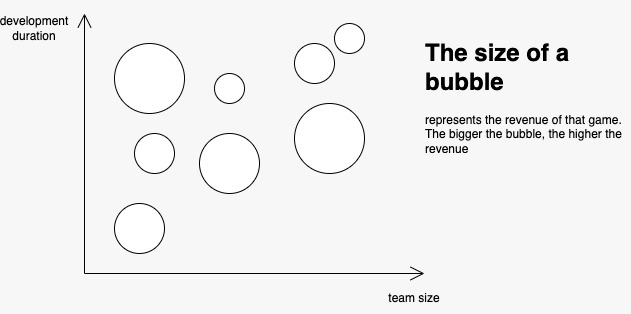 development
duration
The size of a
bubble
represents the revenue of that game.
The bigger the bubble, the higher the
revenue
team size